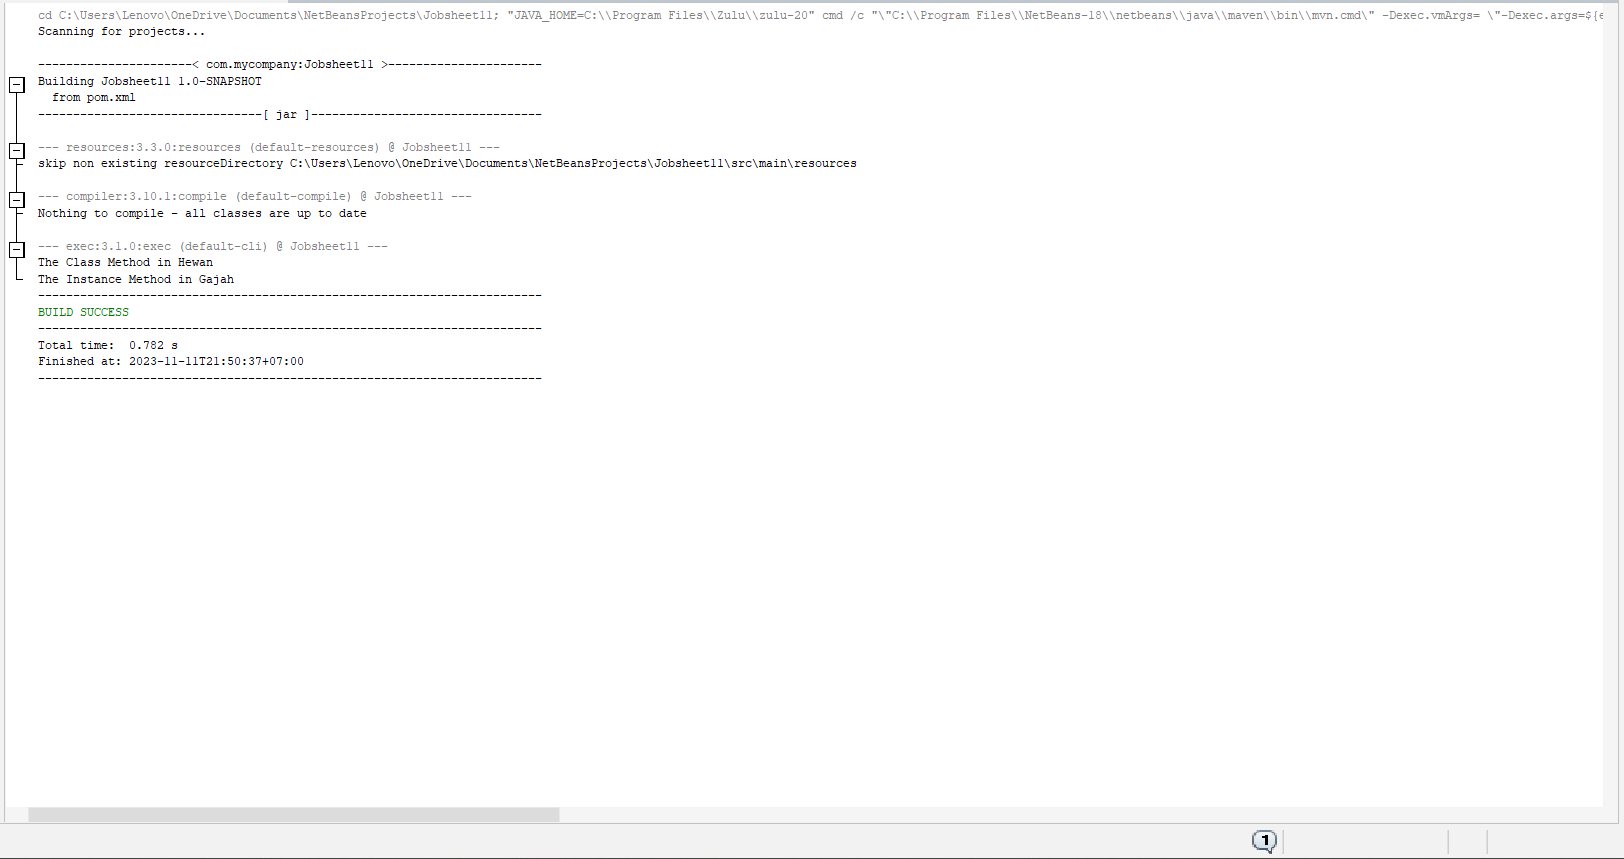 cd C:\Users\Lenovo\OneDrive\Documents\NetBeansProjects\Jobsheet11; "JAVA_HOME=C:\\Program Files\\Zulu\\zulu-20" cmd /c "\"C:\\Program Files\\NetBeans-18\\netbeans\\java\\maven\\bin\\mvn.cmd\" -Dexec.vmArgs= \"-Dexec.args=${e
Scanning for projects...
----------------------< com.mycompany:Jobsheet11 >----------------------
Building Jobsheet11 1.0-SNAPSHOT
from pom.xml
--------------------------------[ jar ]---------------------------------
--- resources:3.3.0:resources (default-resources) @ Jobsheet11 ---
skip non existing resourceDirectory C:\Users\Lenovo\OneDrive\Documents\NetBeansProjects\Jobsheet11\src\main\resources
--- compiler:3.10.1:compile (default-compile) @ Jobsheet11 ---
Nothing to compile - all classes are up to date
--- exec:3.1.0:exec (default-cli) @ Jobsheet11 ---
The Class Method in Hewan
The Instance Method in Gajah
------------------------------------------------------------------------
BUILD SUCCESS
------------------------------------------------------------------------
Total time:  0.782 s
Finished at: 2023-11-11T21:50:37+07:00
------------------------------------------------------------------------
1